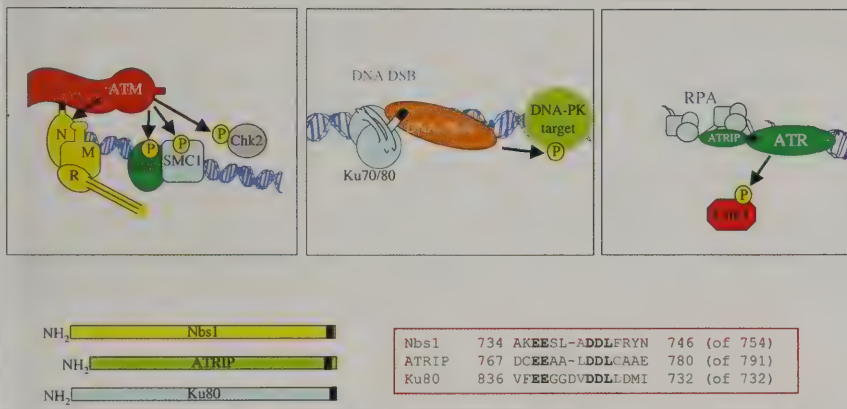 ATM
N
P
Chk2
M
P
P
SMC1
R
DNA DSB
DNA-PK
target
P
Ku70/80
RPA
ATRIP
ATR
P
NH2 Nbs1
NH2 ATRIP
NH2 Ku80
Nbs1 734 AKEESL-ADDLFRYN 746 (of 754)
ATRIP 767 DCEEAA-LDDLCAAE 780 (of 791)
Ku80 836 VFEEGGDVDDLLDMI 732 (of 732)